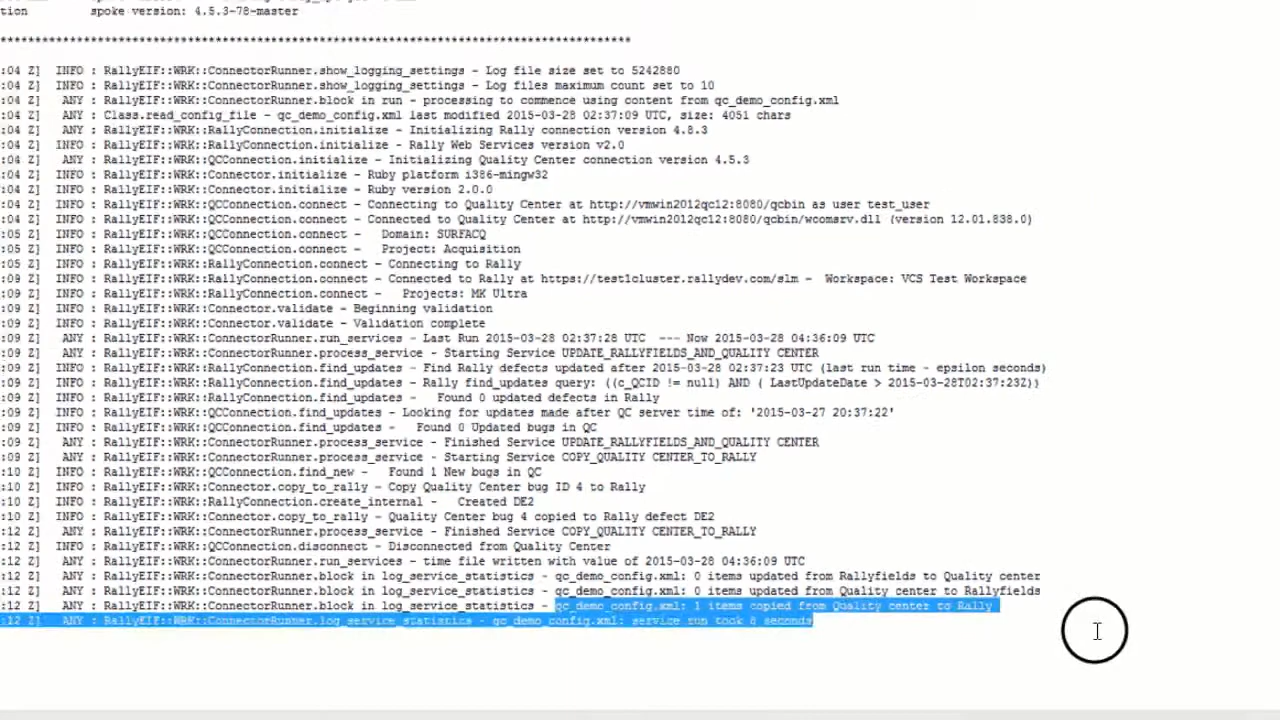 tion spoke version: 4.5.3-78-master
*******************************************************************************************
:04 Z] INFO : RallyEIF::WRK::ConnectorRunner.show_logging_settings - Log file size set to 5242880
:04 Z] INFO : RallyEIF::WRK::ConnectorRunner.show_logging_settings - Log files maximum count set to 10
:04 Z] ANY : RallyEIF::WRK::ConnectorRunner.block in run - processing to commence using content from qc_demo_config.xml
:04 Z] ANY : Class.read_config_file - qc_demo_config.xml last modified 2015-03-28 02:37:09 UTC, size: 4051 chars
:04 Z] ANY : RallyEIF::WRK::RallyConnection.initialize - Initializing Rally connection version 4.8.3
:04 Z] INFO : RallyEIF::WRK::RallyConnection.initialize - Rally Web Services version v2.0
:04 Z] ANY : RallyEIF::WRK::QCConnection.initialize - Initializing Quality Center connection version 4.5.3
:04 Z] INFO : RallyEIF::WRK::Connector.initialize - Ruby platform i386-mingw32
:04 Z] INFO : RallyEIF::WRK::Connector.initialize - Ruby version 2.0.0
:04 Z] INFO : RallyEIF::WRK::QCConnection.connect - Connecting to Quality Center at http://vmwin2012qc12:8080/qcbin as user test_user
:04 Z] INFO : RallyEIF::WRK::QCConnection.connect - Connected to Quality Center at http://vmwin2012qc12:8080/qcbin/wcomsrv.dll (version 12.01.838.0)
:05 Z] INFO : RallyEIF::WRK::QCConnection.connect - Domain: SURFACQ
:05 Z] INFO : RallyEIF::WRK::QCConnection.connect - Project: Acquisition
:05 Z] INFO : RallyEIF::WRK::RallyConnection.connect - Connecting to Rally
:09 Z] INFO : RallyEIF::WRK::RallyConnection.connect - Connected to Rally at https://test1cluster.rallydev.com/slm - Workspace: VCS Test Workspace
:09 Z] INFO : RallyEIF::WRK::RallyConnection.connect - Projects: MK Ultra
:09 Z] INFO : RallyEIF::WRK::Connector.validate - Beginning validation
:09 Z] INFO : RallyEIF::WRK::Connector.validate - Validation complete
:09 Z] ANY : RallyEIF::WRK::ConnectorRunner.run_services - Last Run 2015-03-28 02:37:28 UTC --- Now 2015-03-28 04:36:09 UTC
:09 Z] ANY : RallyEIF::WRK::ConnectorRunner.process_service - Starting Service UPDATE_RALLYFIELDS_AND_QUALITY CENTER
:09 Z] INFO : RallyEIF::WRK::RallyConnection.find_updates - Find Rally defects updated after 2015-03-28 02:37:23 UTC (last run time - epsilon seconds)
:09 Z] INFO : RallyEIF::WRK::RallyConnection.find_updates - Rally find_updates query: ((c_QCID != null) AND ( LastUpdateDate > 2015-03-28T02:37:23Z))
:09 Z] INFO : RallyEIF::WRK::RallyConnection.find_updates - Found 0 updated defects in Rally
:09 Z] INFO : RallyEIF::WRK::QCConnection.find_updates - Looking for updates made after QC server time of: '2015-03-27 20:37:22'
:09 Z] INFO : RallyEIF::WRK::QCConnection.find_updates - Found 0 Updated bugs in QC
:09 Z] ANY : RallyEIF::WRK::ConnectorRunner.process_service - Finished Service UPDATE_RALLYFIELDS_AND_QUALITY CENTER
:09 Z] ANY : RallyEIF::WRK::ConnectorRunner.process_service - Starting Service COPY_QUALITY CENTER_TO_RALLY
:10 Z] INFO : RallyEIF::WRK::QCConnection.find_new - Found 1 New bugs in QC
:10 Z] INFO : RallyEIF::WRK::Connector.copy_to_rally - Copy Quality Center bug ID 4 to Rally
:10 Z] INFO : RallyEIF::WRK::RallyConnection.create_internal - Created DE2
:10 Z] INFO : RallyEIF::WRK::Connector.copy_to_rally - Quality Center bug 4 copied to Rally defect DE2
:12 Z] ANY : RallyEIF::WRK::ConnectorRunner.process_service - Finished Service COPY_QUALITY CENTER_TO_RALLY
:12 Z] INFO : RallyEIF::WRK::QCConnection.disconnect - Disconnected from Quality Center
:12 Z] INFO : RallyEIF::WRK::ConnectorRunner.run_services - time file written with value of 2015-03-28 04:36:09 UTC
:12 Z] ANY : RallyEIF::WRK::ConnectorRunner.block in log_service_statistics - qc_demo_config.xml: 0 items updated from Rallyfields to Quality center
:12 Z] ANY : RallyEIF::WRK::ConnectorRunner.block in log_service_statistics - qc_demo_config.xml: 0 items updated from Quality center to Rallyfields
:12 Z] ANY : RallyEIF::WRK::ConnectorRunner.block in log_service_statistics - qc_demo_config.xml: 1 items copied from Quality center to Rally
:12 Z] ANY : RallyEIF::WRK::ConnectorRunner.log_service_statistics - qc_demo_config.xml: service run took 8 seconds